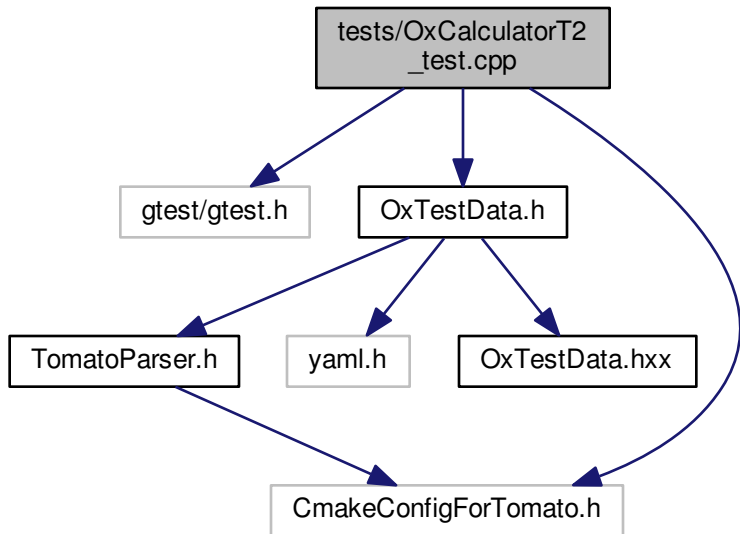 tests/OxCalculatorT2
_test.cpp
gtest/gtest.h
OxTestData.h
TomatoParser.h
yaml.h
OxTestData.hxx
CmakeConfigForTomato.h